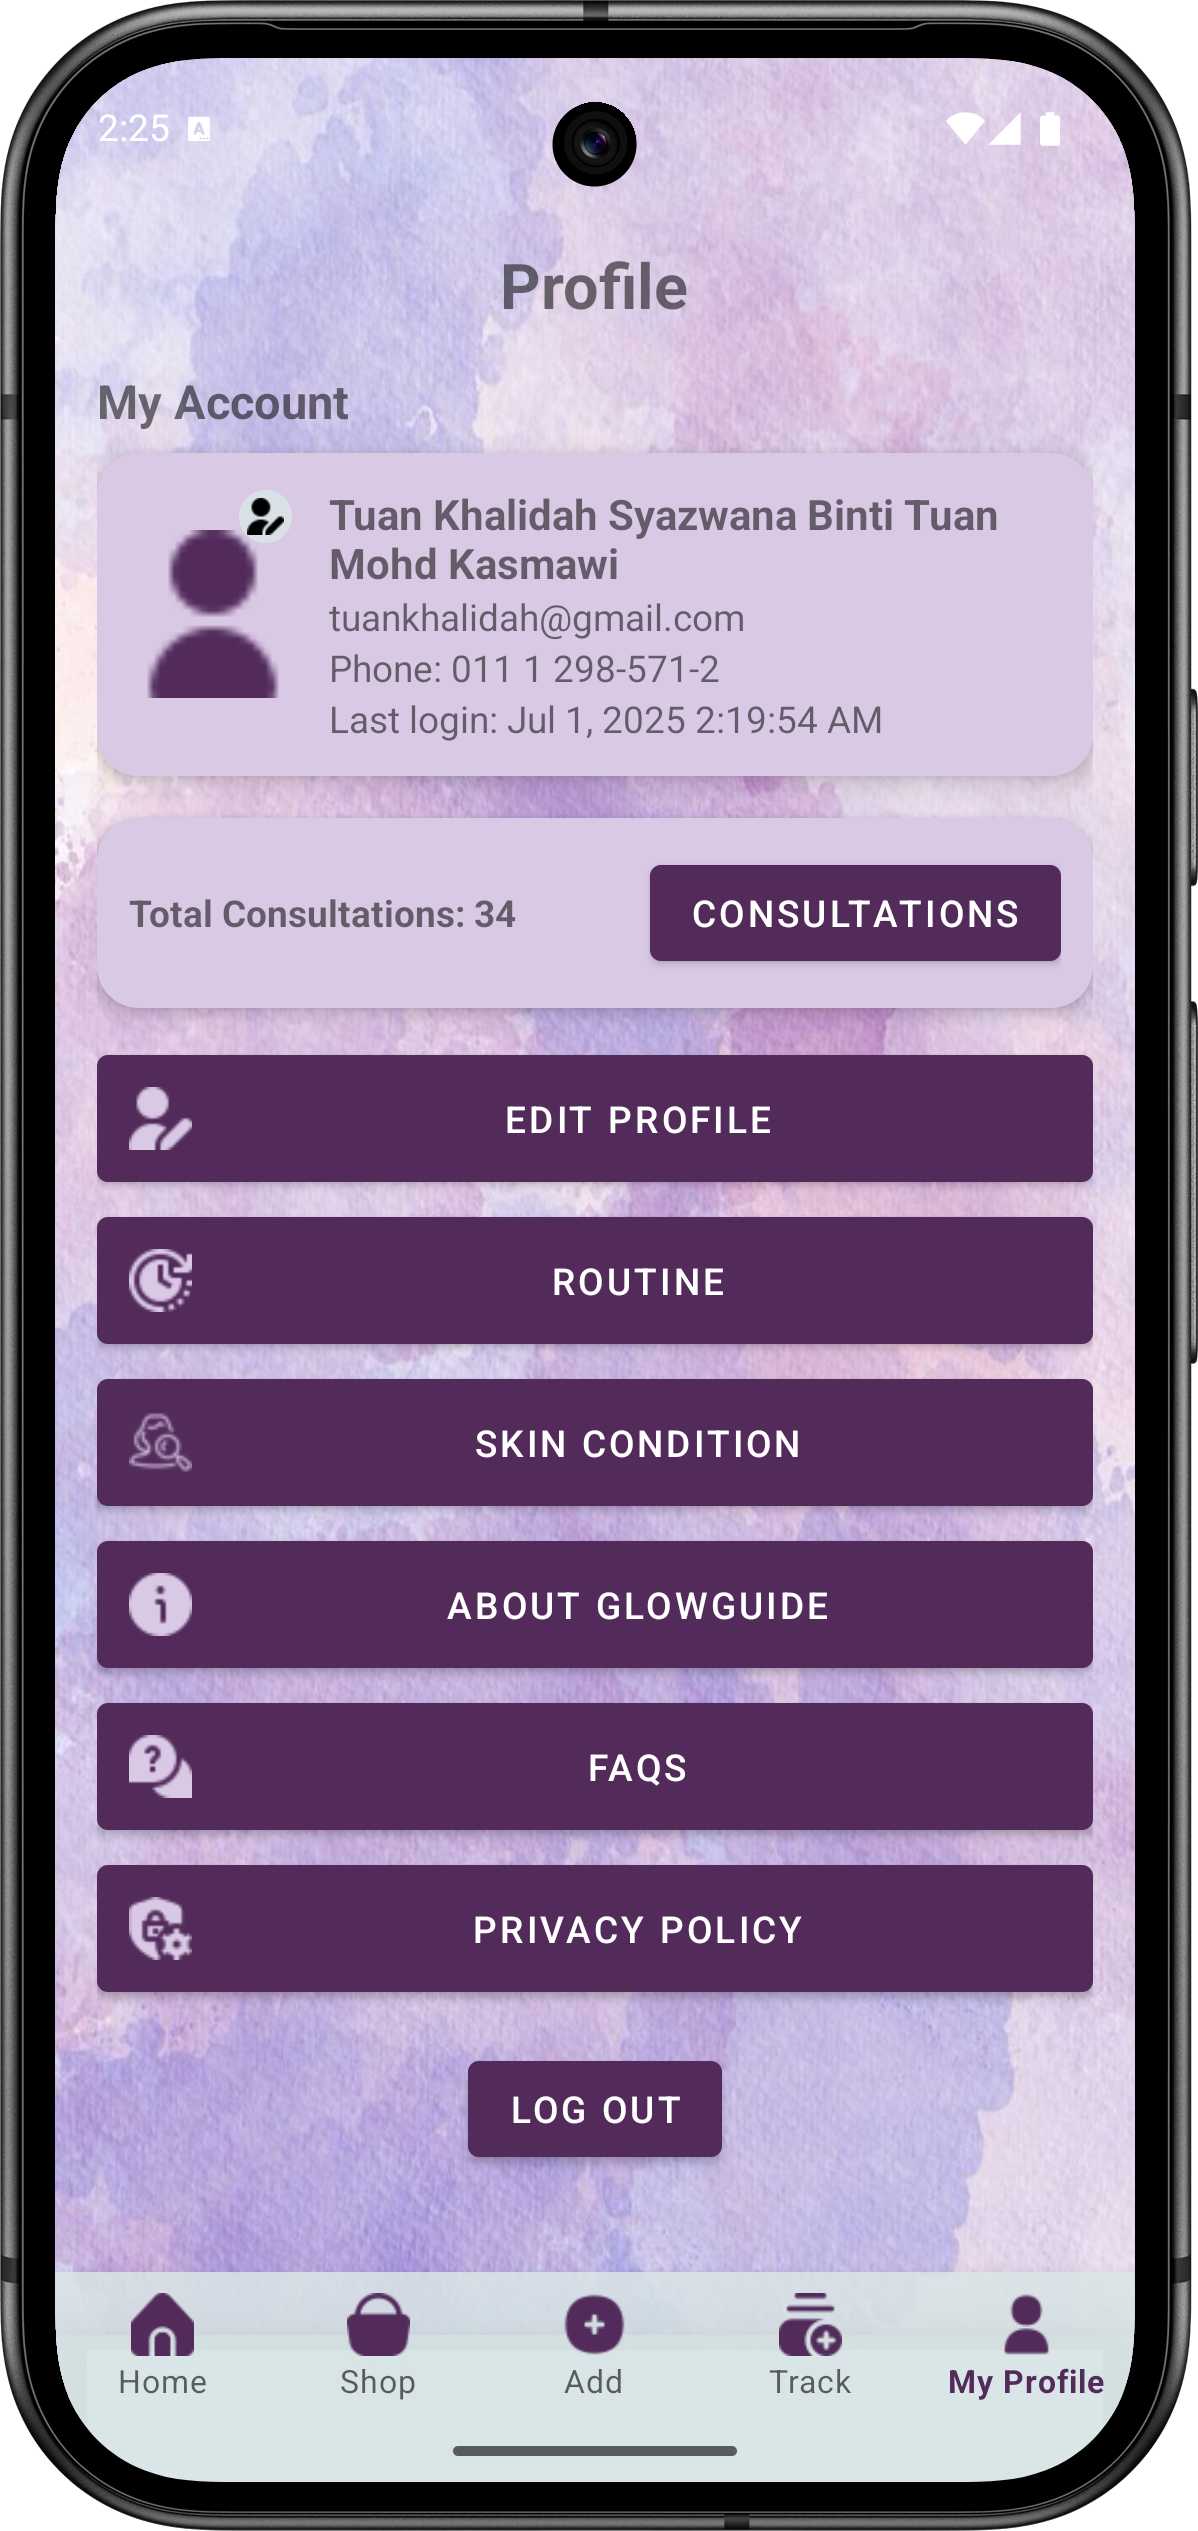 2:25
Profile
My Account
Tuan Khalidah Syazwana Binti Tuan
Mohd Kasmawi
tuankhalidah@gmail.com
Phone: 011 1 298-571-2
Last login: Jul 1, 2025 2:19:54 AM
Total Consultations: 34
CONSULTATIONS
EDIT PROFILE
ROUTINE
SKIN CONDITION
ABOUT GLOWGUIDE
FAQS
PRIVACY POLICY
LOG OUT
Home
Shop
Add
Track
My Profile